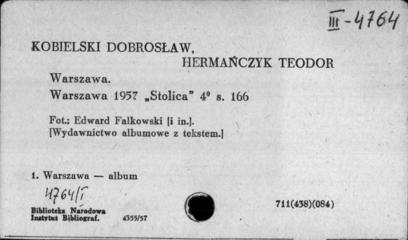 III-4764
KOBIELSKI DOBROSŁAW,
HERMAŃCZYK TEODOR
Warszawa.
Warszawa 1957 „Stolica" 4⁰ s. 166
Fot.: Edward Falkowski [i in.].
[Wydawnictwo albumowe z tekstem.]
1. Warszawa — album
4764/I
Biblioteka Narodowa
Instytut Bibliograf. 4355/57
711(438)(084)